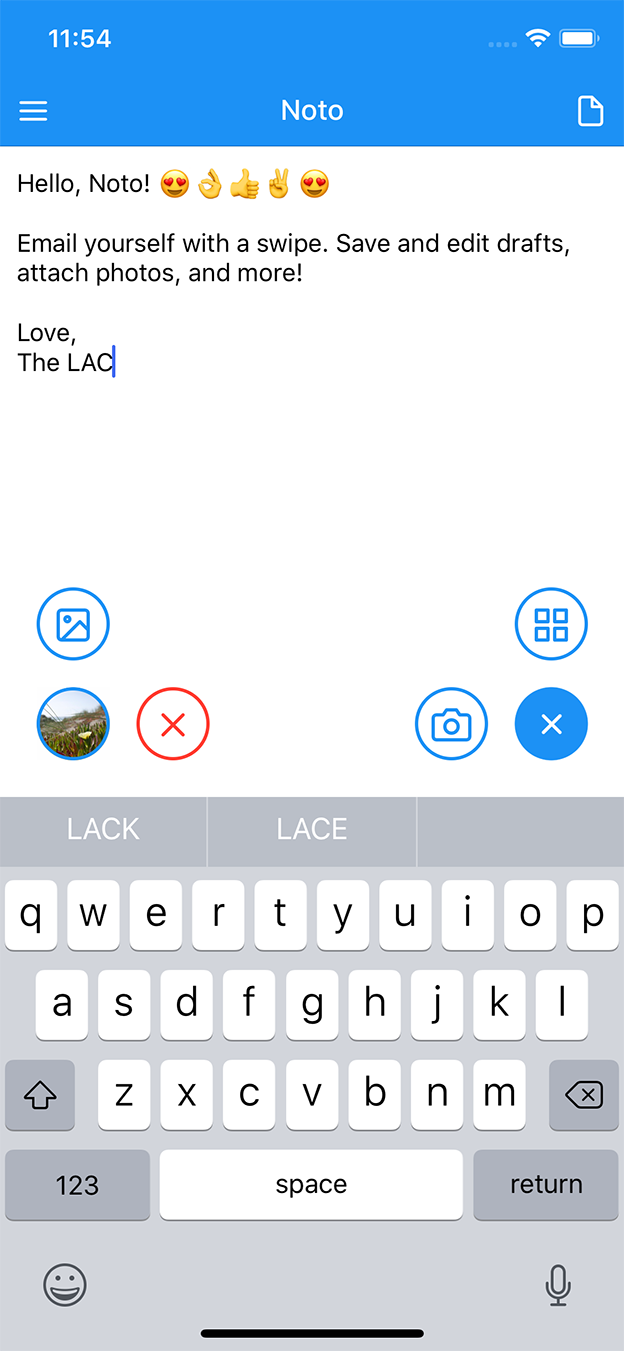 11:54
Noto
Hello, Noto! 😍👌👍✌️😍
Email yourself with a swipe. Save and edit drafts,
attach photos, and more!
Love,
The LAC
LACK LACE
q w e r t y u i o p
a s d f g h j k l
z x c v b n m
123 space return